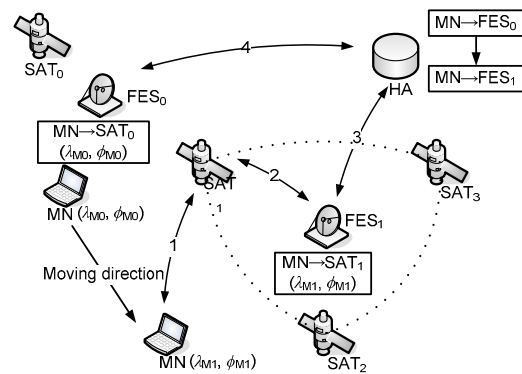 SAT₀
FES₀
MN→SAT₀
(λM0, ϕM0)
MN (λM0, ϕM0)
Moving direction
MN (λM1, ϕM1)
1
SAT
1
2
3
4
HA
MN→FES₀
MN→FES₁
FES₁
MN→SAT₁
(λM1, ϕM1)
SAT₂
SAT₃